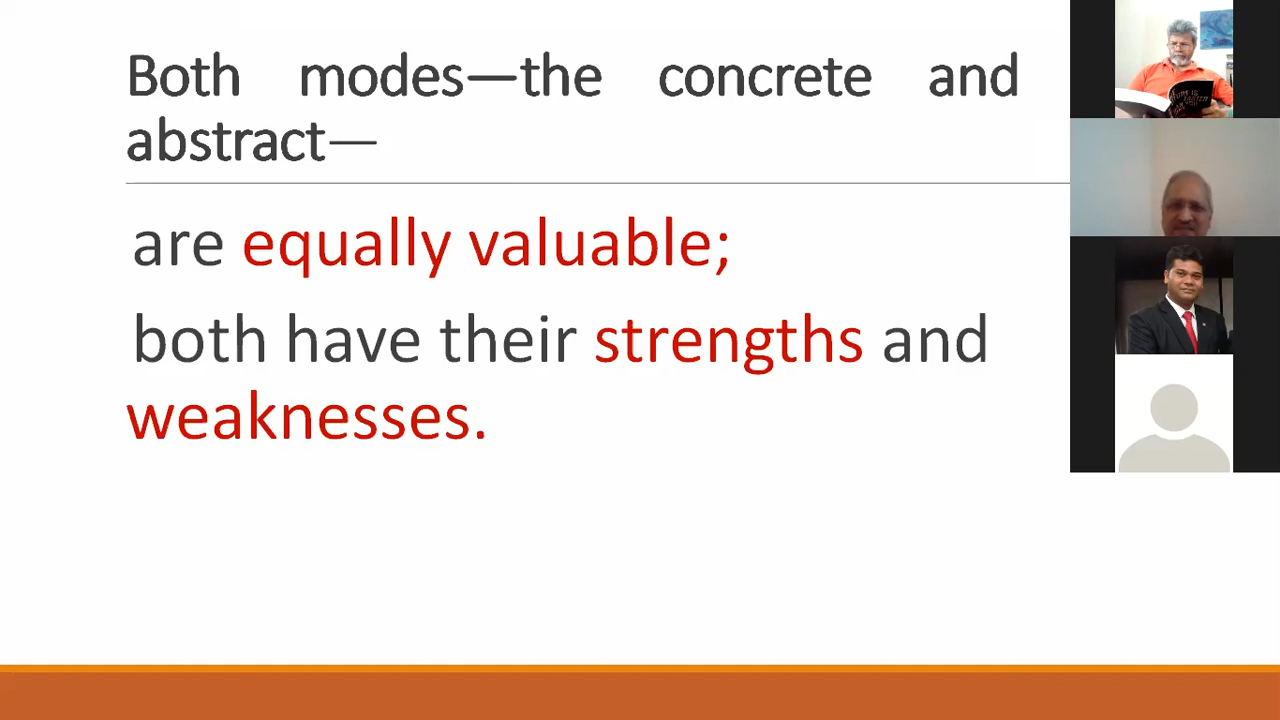 Both modes—the concrete and
abstract—
are equally valuable;
both have their strengths and
weaknesses.